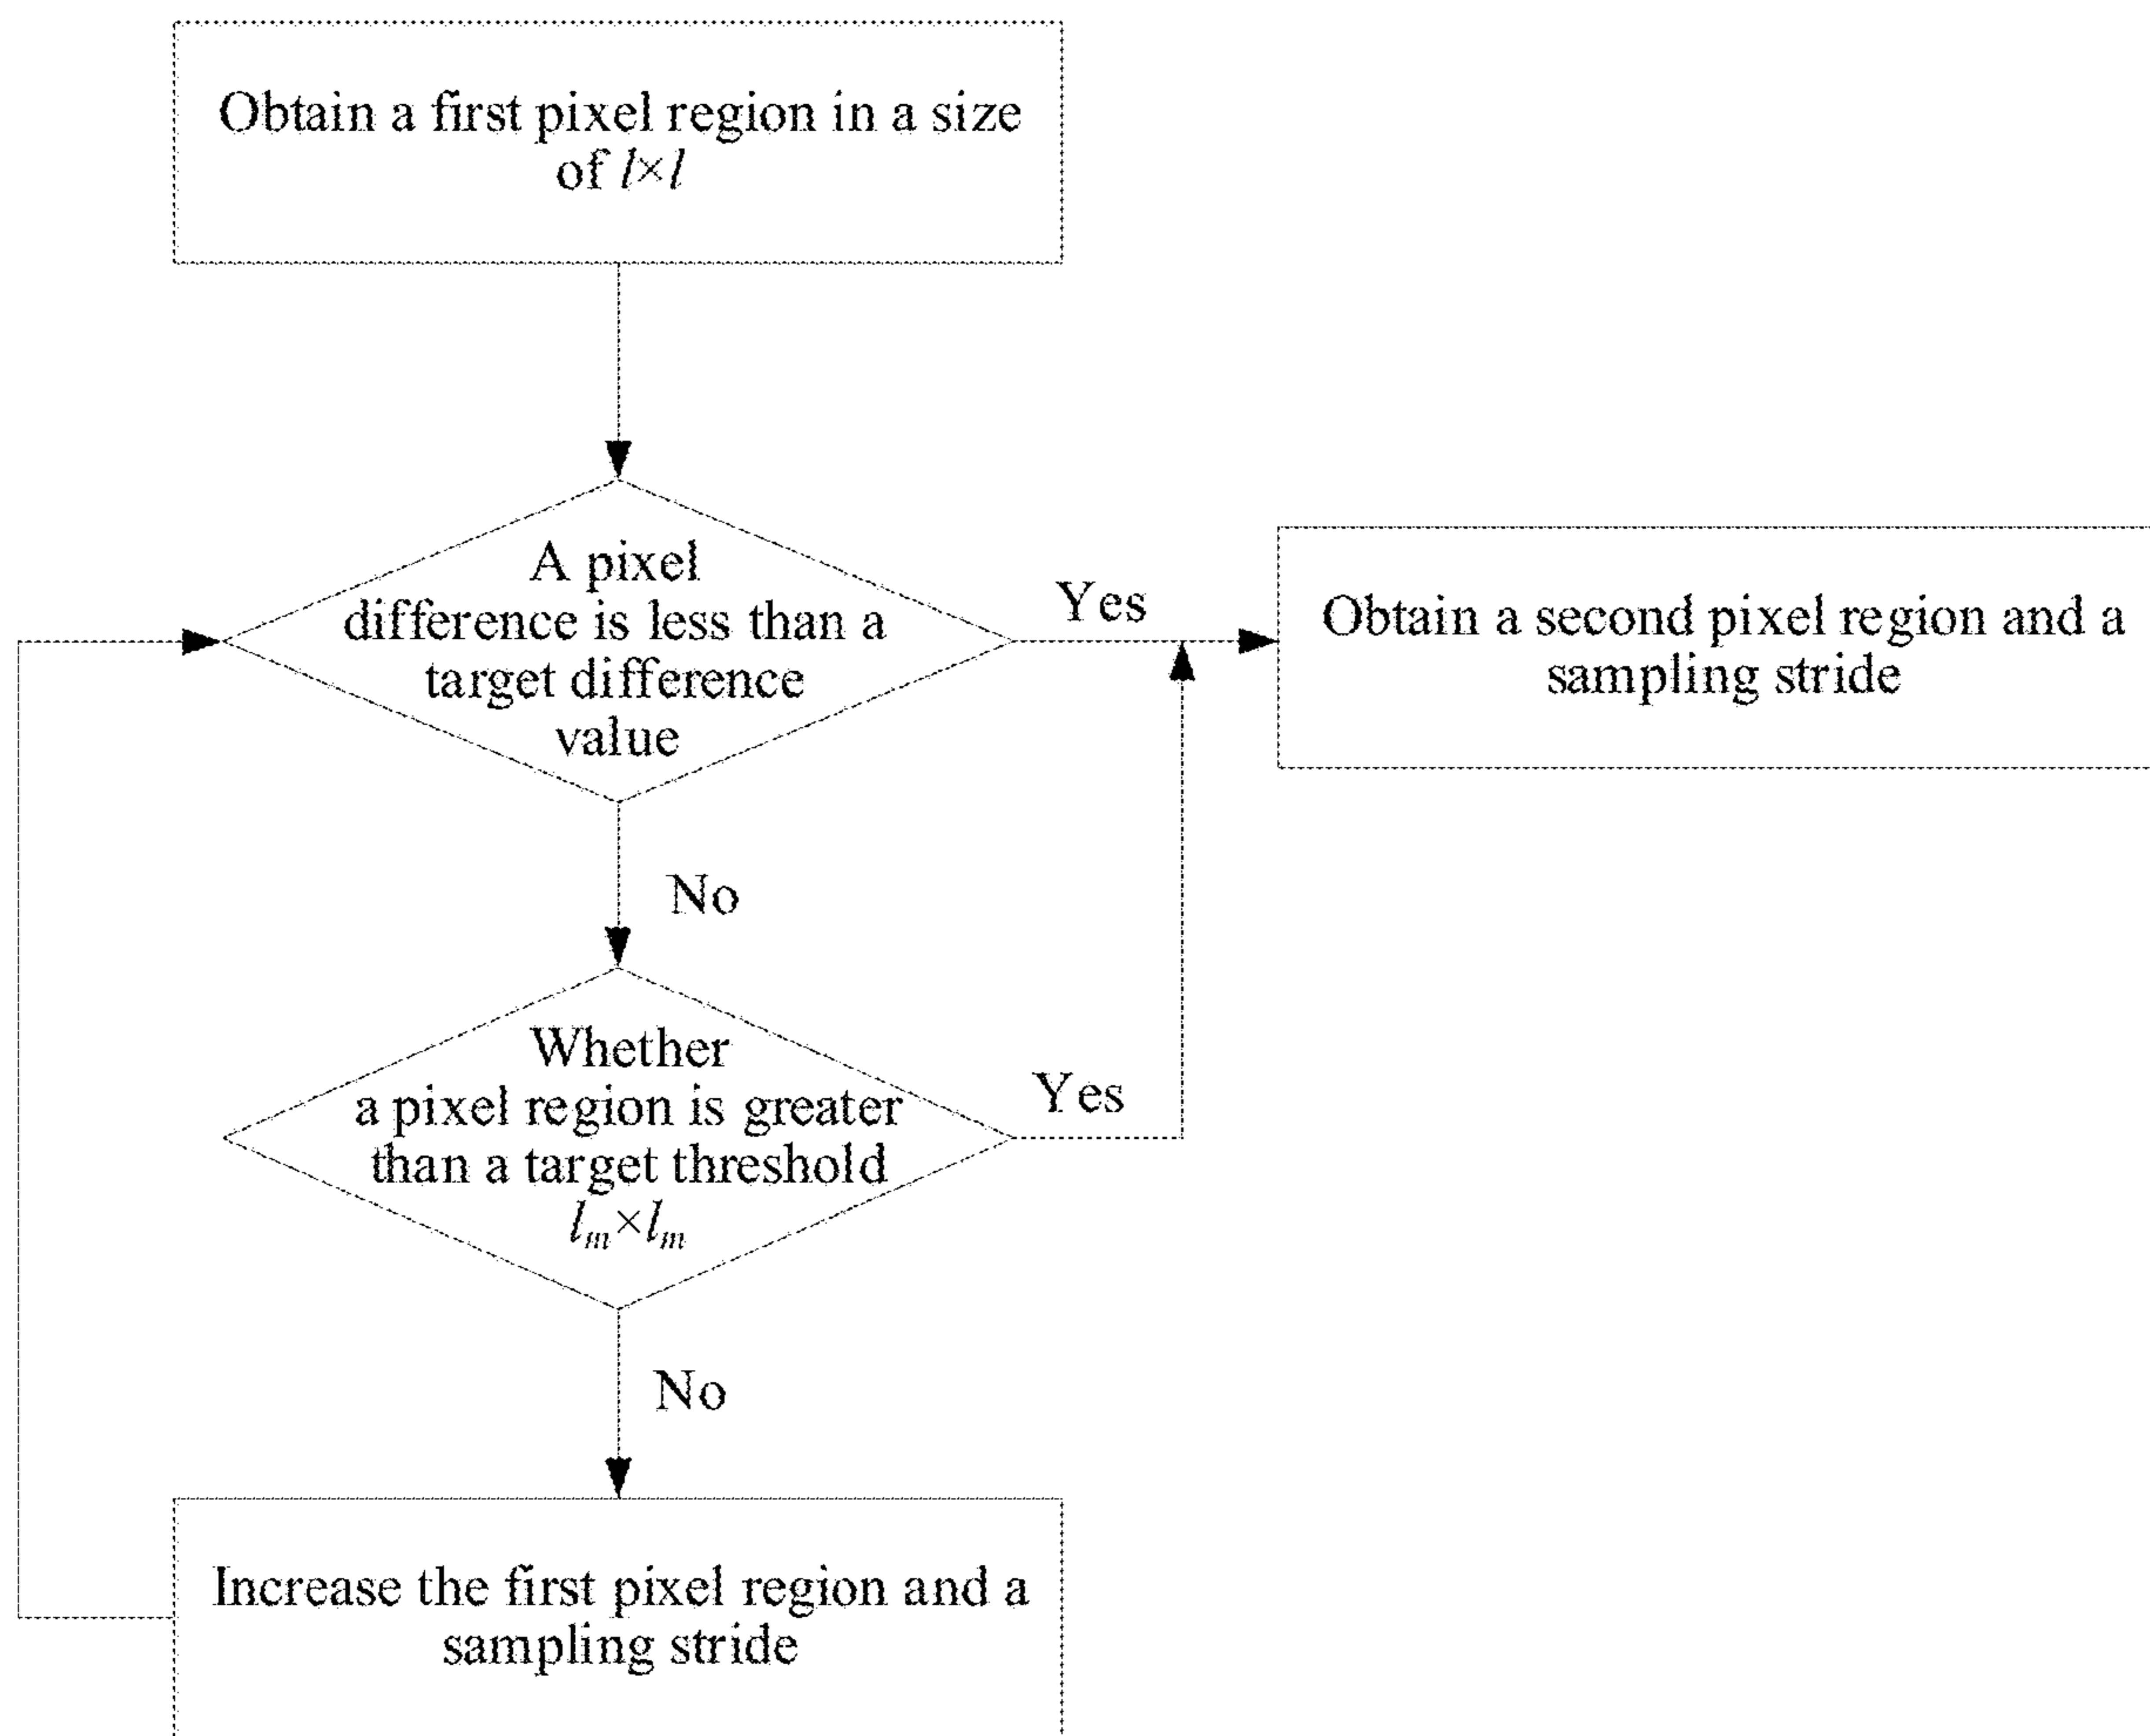 Obtain a first pixel region in a size
of l×l
A pixel
difference is less than a
target difference
value
Yes
Obtain a second pixel region and a
sampling stride
No
Whether
a pixel region is greater
than a target threshold
lₘ×lₘ
Yes
No
Increase the first pixel region and a
sampling stride